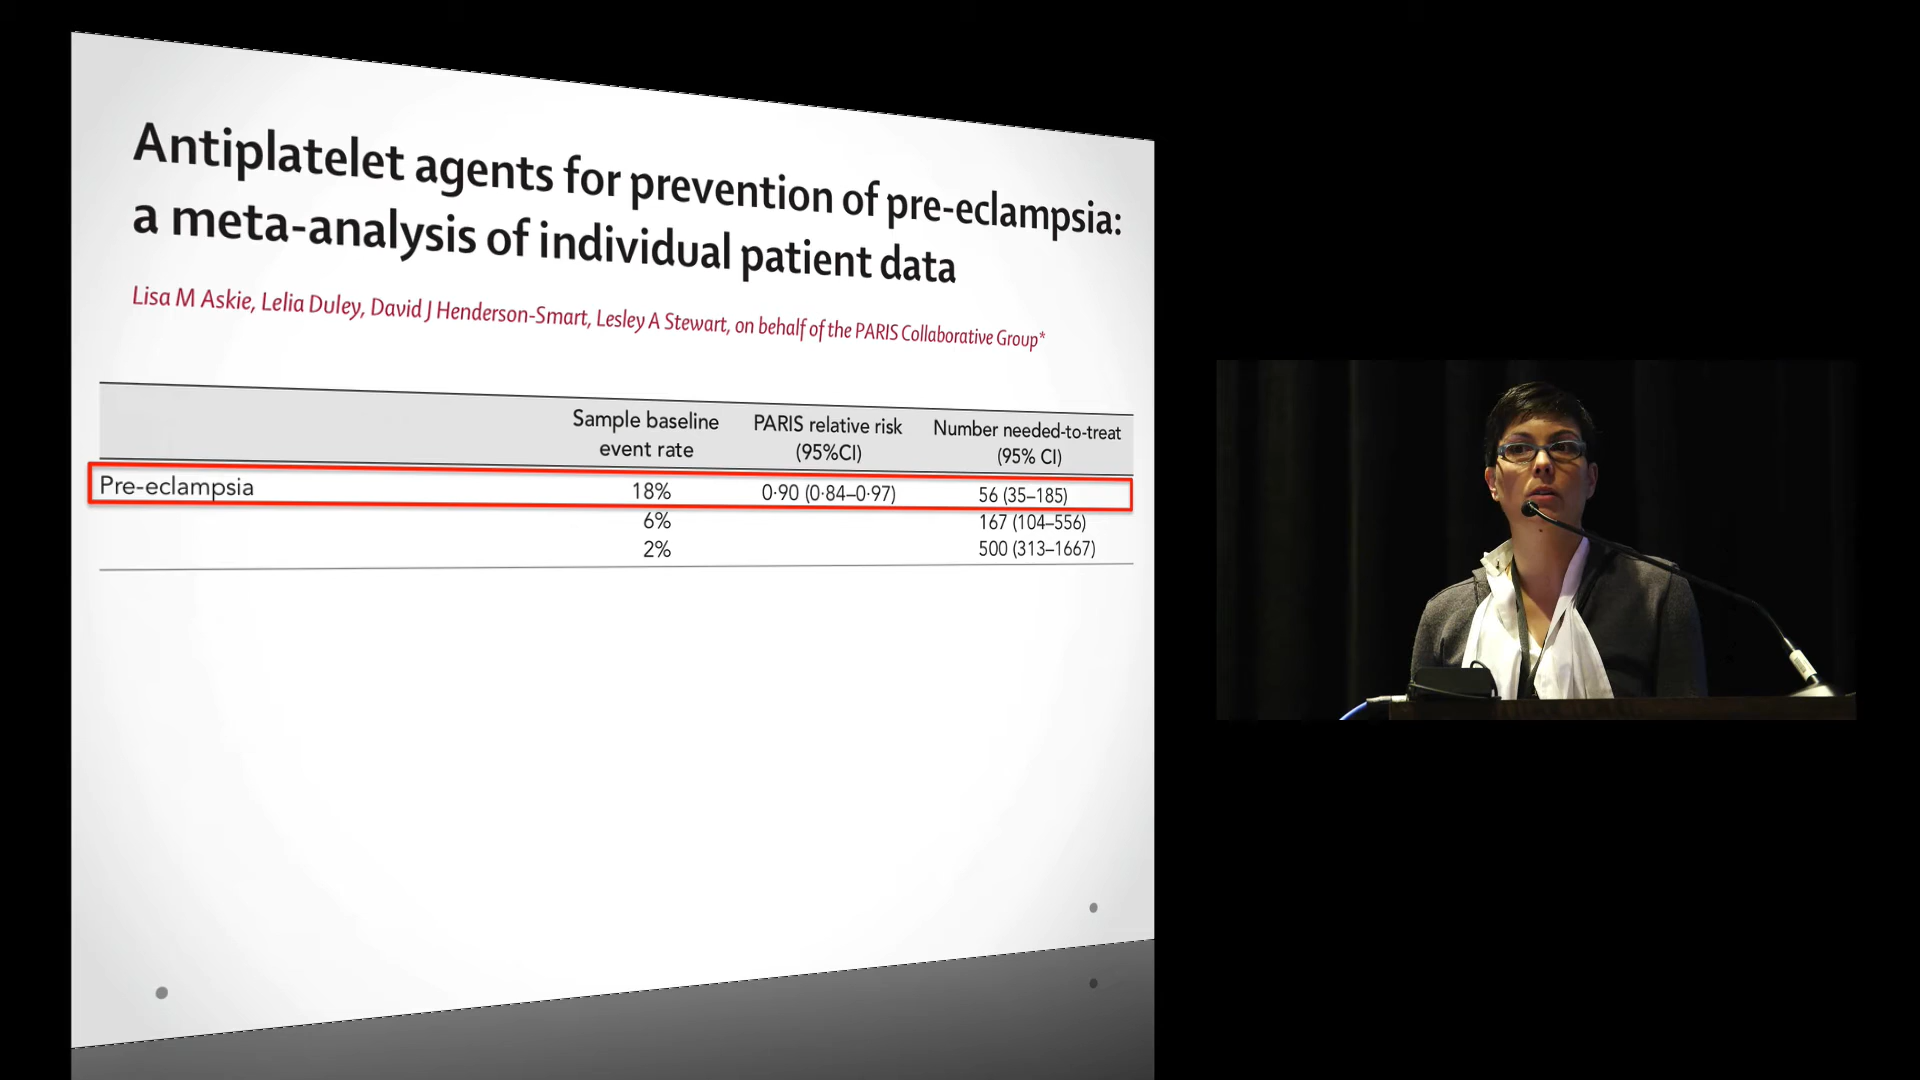 Antiplatelet agents for prevention of pre-eclampsia:
a meta-analysis of individual patient data
Lisa M Askie, Lelia Duley, David J Henderson-Smart, Lesley A Stewart, on behalf of the PARIS Collaborative Group*
Sample baseline event rate
PARIS relative risk (95%CI)
Number needed-to-treat (95% CI)
Pre-eclampsia 18% 0·90 (0·84–0·97) 56 (35–185)
6% 167 (104–556)
2% 500 (313–1667)